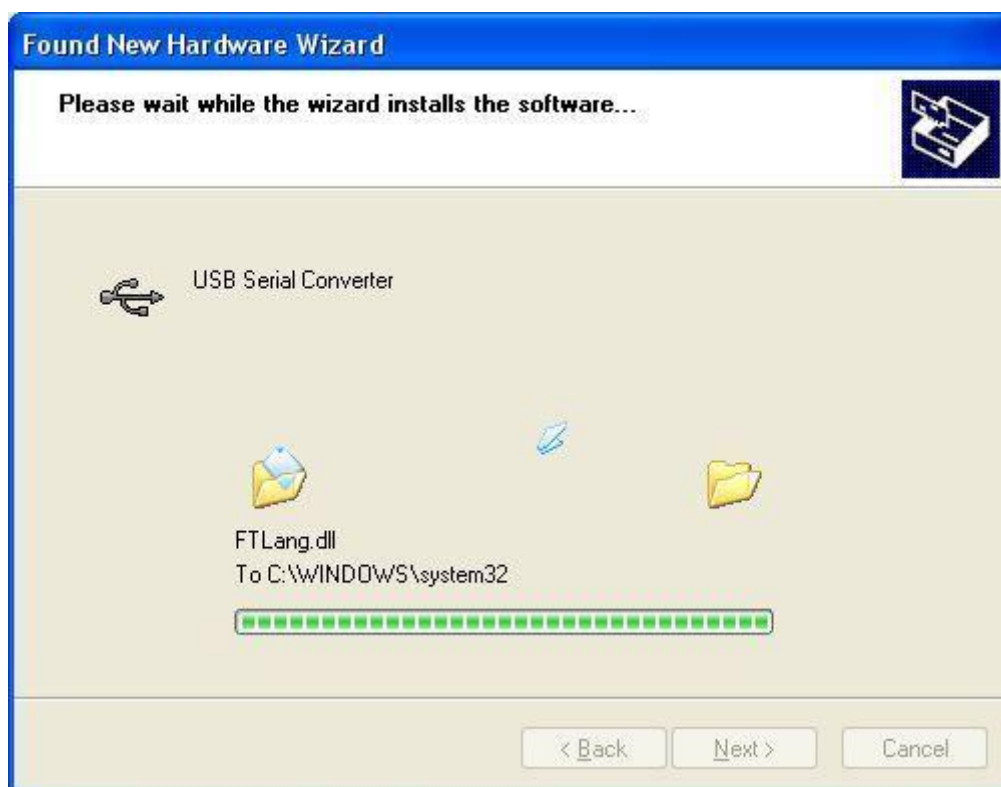 Found New Hardware Wizard
Please wait while the wizard installs the software...
USB Serial Converter
FTLang.dll
To C:\WINDOWS\system32
< Back
Next >
Cancel